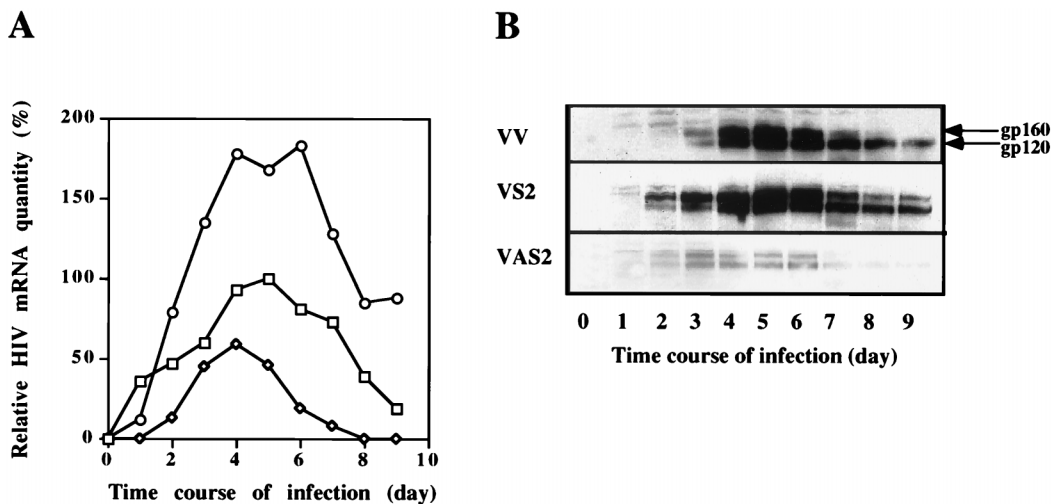 A
Relative HIV mRNA quantity (%)
200
150
100
50
0
0 2 4 6 8 10
Time course of infection (day)
B
VV
VS2
VAS2
gp160
gp120
0 1 2 3 4 5 6 7 8 9
Time course of infection (day)